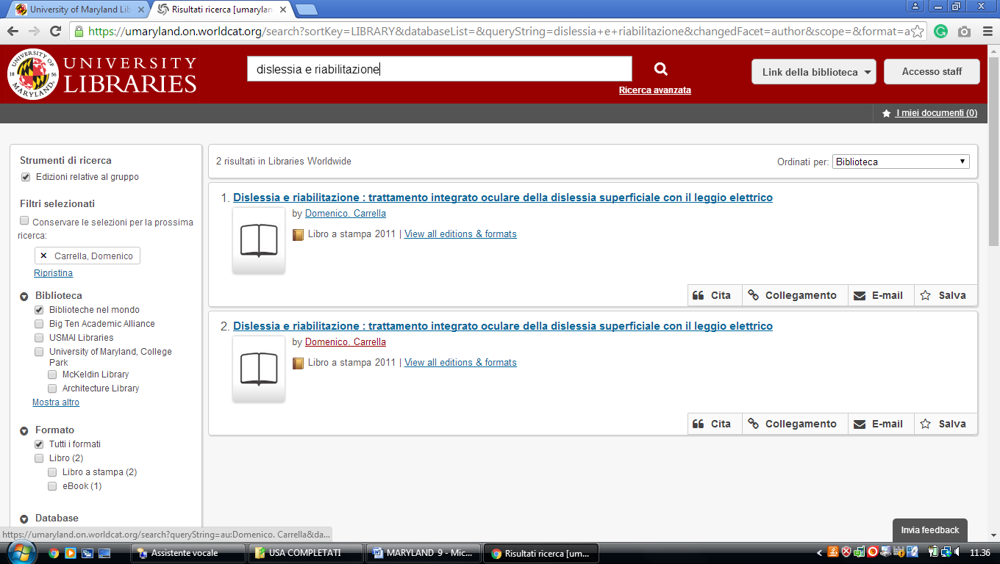 University of Maryland Lib
Risultati ricerca [umarylan
https://umaryland.on.worldcat.org/search?sortKey=LIBRARY&databaseList=&queryString=dislessia+e+riabilitazione&changedFacet=author&scope=&format=a
UNIVERSITY OF MARYLAND
18 56
UNIVERSITY
LIBRARIES
dislessia e riabilitazione
Ricerca avanzata
Link della biblioteca
Accesso staff
I miei documenti (0)
Strumenti di ricerca
Edizioni relative al gruppo
Filtri selezionati
Conservare le selezioni per la prossima
ricerca:
× Carrella, Domenico
Ripristina
Biblioteca
Biblioteche nel mondo
Big Ten Academic Alliance
USMAI Libraries
University of Maryland, College
Park
McKeldin Library
Architecture Library
Mostra altro
Formato
Tutti i formati
Libro (2)
Libro a stampa (2)
eBook (1)
Database
2 risultati in Libraries Worldwide
Ordinati per: Biblioteca
1. Dislessia e riabilitazione : trattamento integrato oculare della dislessia superficiale con il leggio elettrico
by Domenico. Carrella
Libro a stampa 2011 | View all editions & formats
Cita Collegamento E-mail Salva
2. Dislessia e riabilitazione : trattamento integrato oculare della dislessia superficiale con il leggio elettrico
by Domenico. Carrella
Libro a stampa 2011 | View all editions & formats
Cita Collegamento E-mail Salva
Invia feedback
https://umaryland.on.worldcat.org/search?queryString=au:Domenico. Carrella&da...
Assistente vocale
USA COMPLETATI
MARYLAND 9 - Mic...
Risultati ricerca [um...
11.36